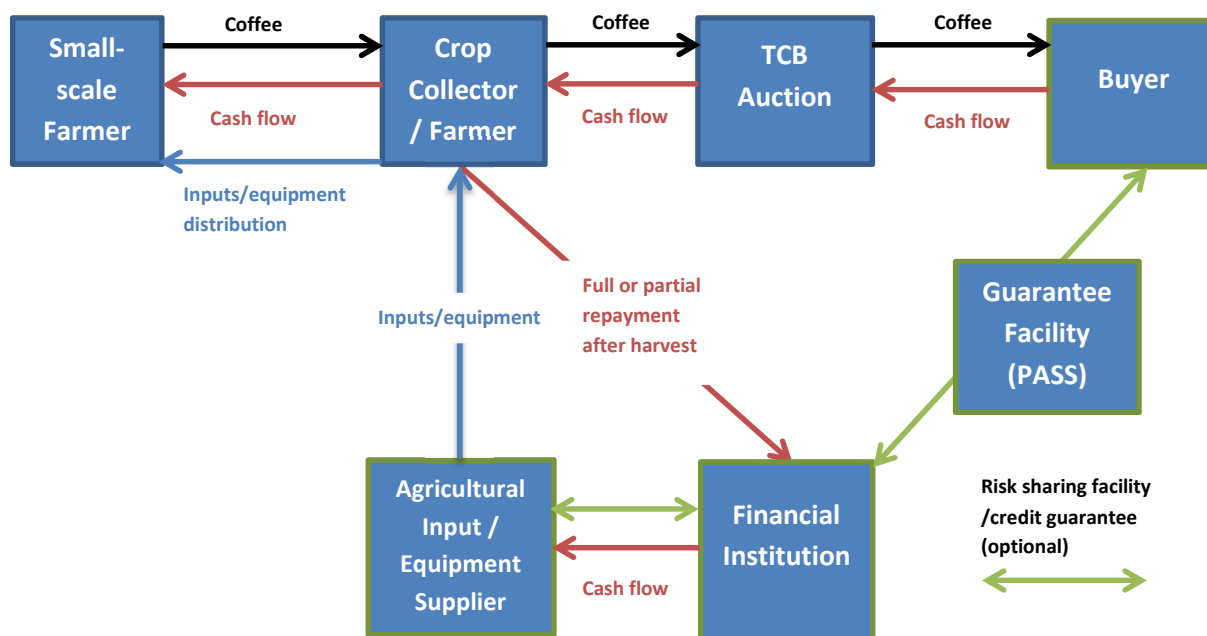 Coffee
Coffee
Coffee
Small-
scale
Farmer
Crop
Collector
/ Farmer
TCB
Auction
Buyer
Cash flow
Cash flow
Cash flow
Inputs/equipment
distribution
Guarantee
Facility
(PASS)
Inputs/equipment
Full or partial
repayment
after harvest
Agricultural
Input /
Equipment
Supplier
Financial
Institution
Cash flow
Risk sharing facility
/credit guarantee
(optional)